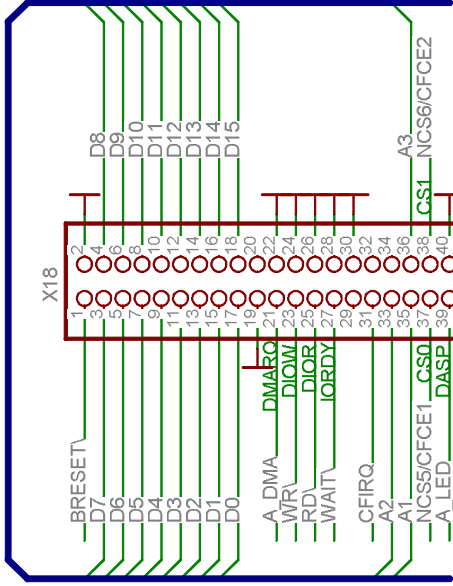 D8
D9
D10
D11
D12
D13
D14
D15
A3
NCS6/CFCE2
CS1
X18
2
4
6
8
10
12
14
16
18
20
22
24
26
28
30
32
34
36
38
40
1
3
5
7
9
11
13
15
17
19
21
23
25
27
29
31
33
35
37
39
DMARQ
DIOW
DIOR
IORDY
CS0
DASP
BRESET\
D7
D6
D5
D4
D3
D2
D1
D0
A_DMA
WR\
RD\
WAIT\
CFIRQ
A2
A1
NCS5/CFCE1
A_LED